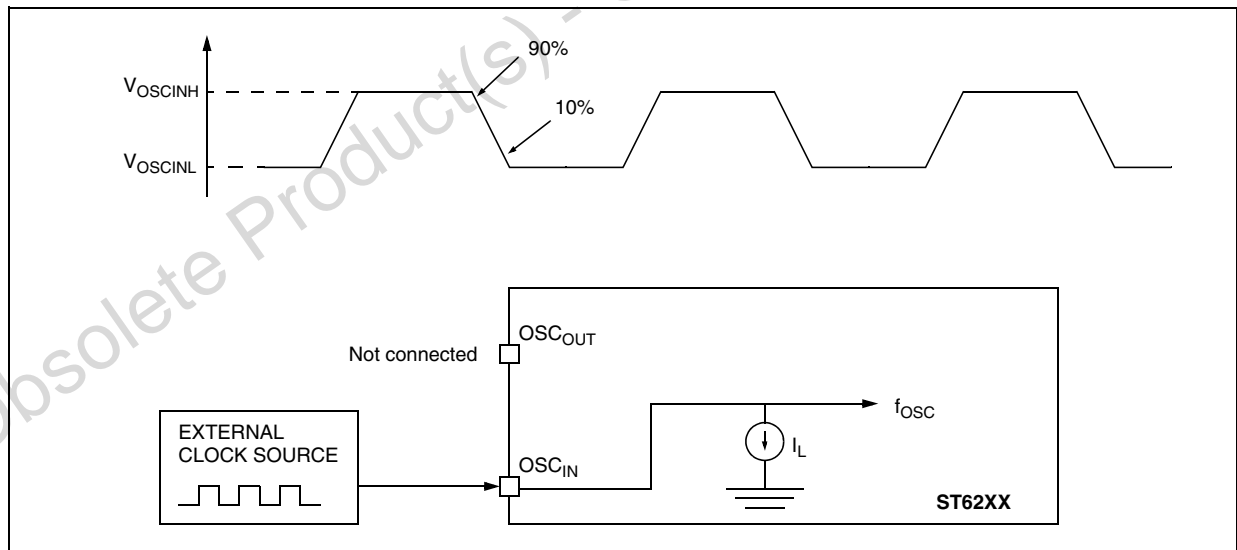 90%
V_OSCINH
10%
V_OSCINL
OSC_OUT
Not connected
f_OSC
EXTERNAL
CLOCK SOURCE
I_L
OSC_IN
ST62XX
Obsolete Product(s) -